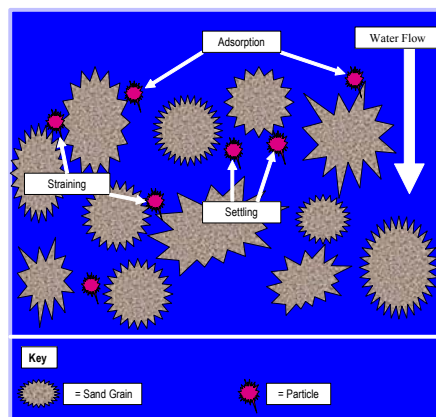 Adsorption
Water Flow
Straining
Settling
Key
= Sand Grain
= Particle